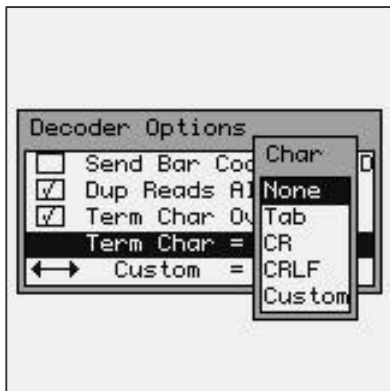 Decoder Options
Send Bar Cod D
Dup Reads Al
Term Char Ov
Term Char =
Custom =
Char
None
Tab
CR
CRLF
Custom